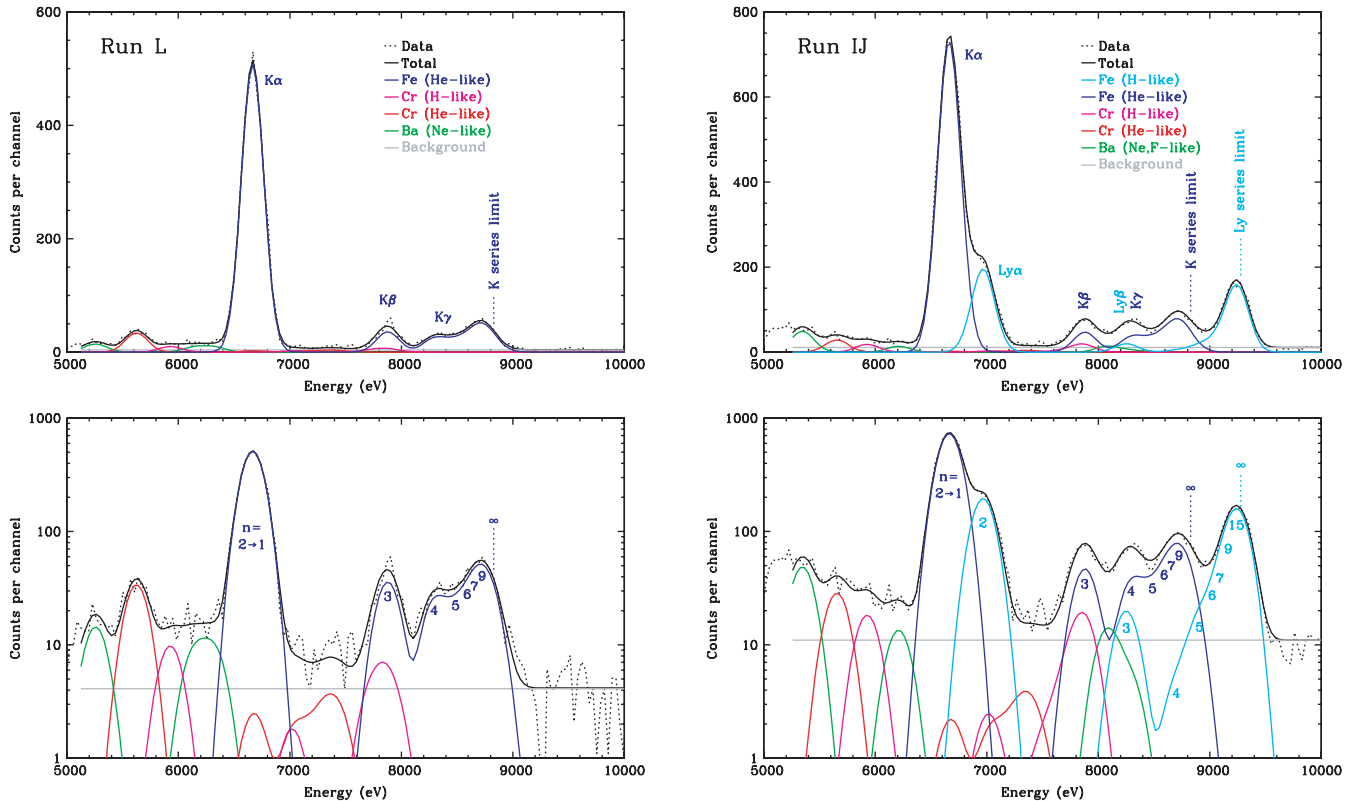 Run L
Data
Total
Fe (He-like)
Cr (H-like)
Cr (He-like)
Ba (Ne-like)
Background
Kα
Kβ
Kγ
K series limit
Counts per channel
0
200
400
600
5000
6000
7000
8000
9000
10000
Energy (eV)
Run IJ
Data
Total
Fe (H-like)
Fe (He-like)
Cr (H-like)
Cr (He-like)
Ba (Ne,F-like)
Background
Kα
Lyα
Kβ
Lyβ
Kγ
K series limit
Ly series limit
Counts per channel
0
200
400
600
800
5000
6000
7000
8000
9000
10000
Energy (eV)
n=
2→1
3
4
5
6
7
9
∞
Counts per channel
1
10
100
1000
5000
6000
7000
8000
9000
10000
Energy (eV)
n=
2→1
2
3
4
5
6
7
9
∞
3
4
5
6
7
9
15
∞
Counts per channel
1
10
100
1000
5000
6000
7000
8000
9000
10000
Energy (eV)